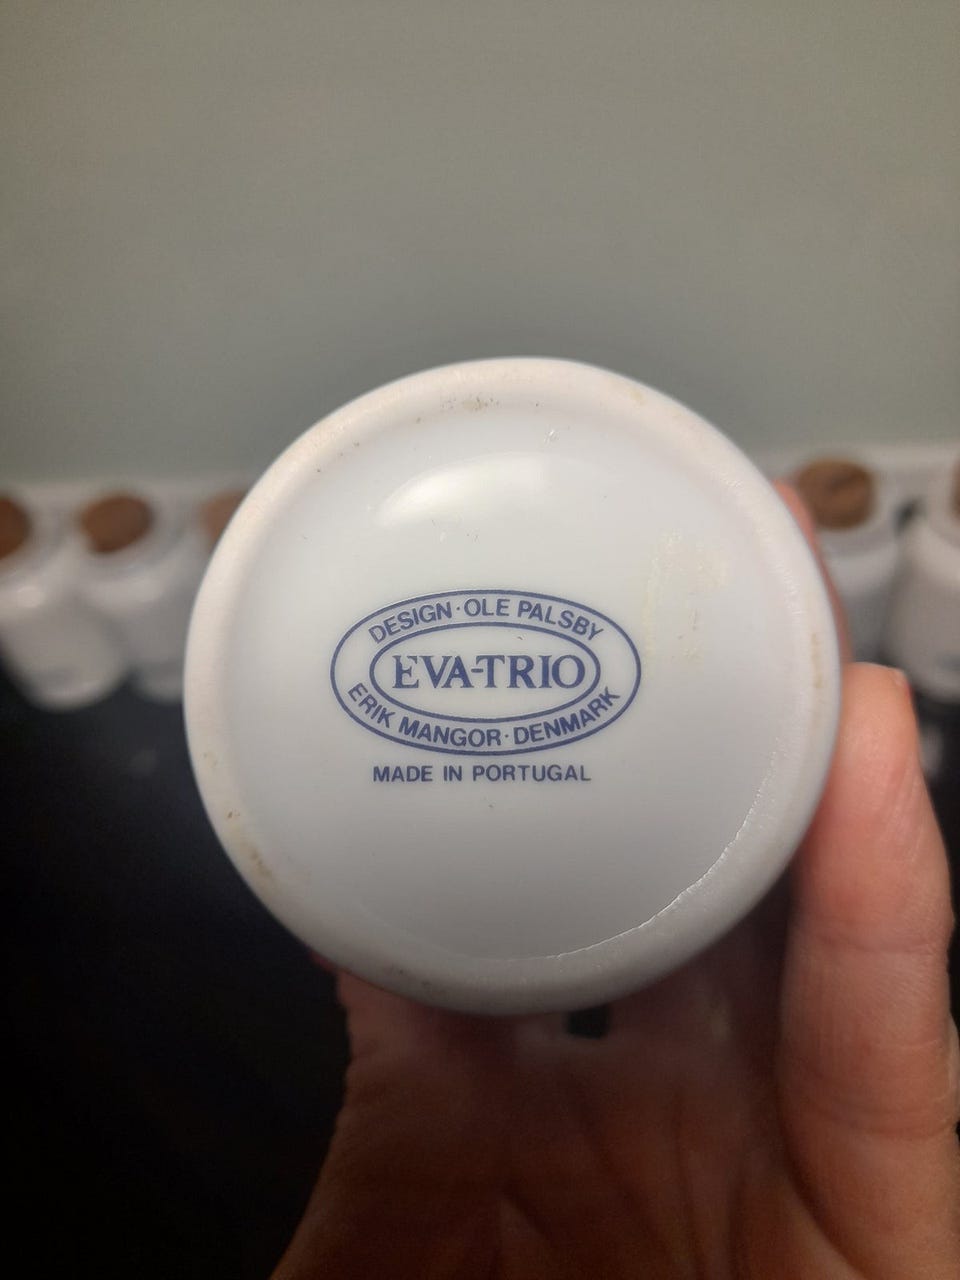 DESIGN · OLE PALSBY
EVA-TRIO
ERIK MANGOR · DENMARK
MADE IN PORTUGAL